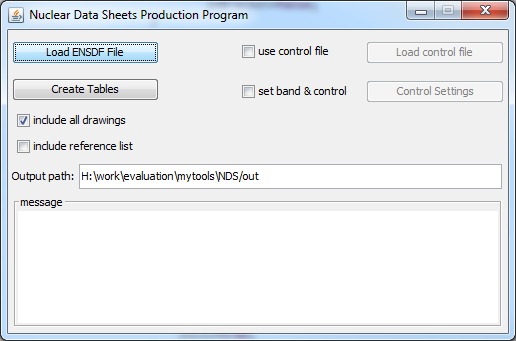 Nuclear Data Sheets Production Program
Load ENSDF File
use control file
Load control file
Create Tables
set band & control
Control Settings
include all drawings
include reference list
Output path: H:\work\evaluation\mytools\NDS/out
message